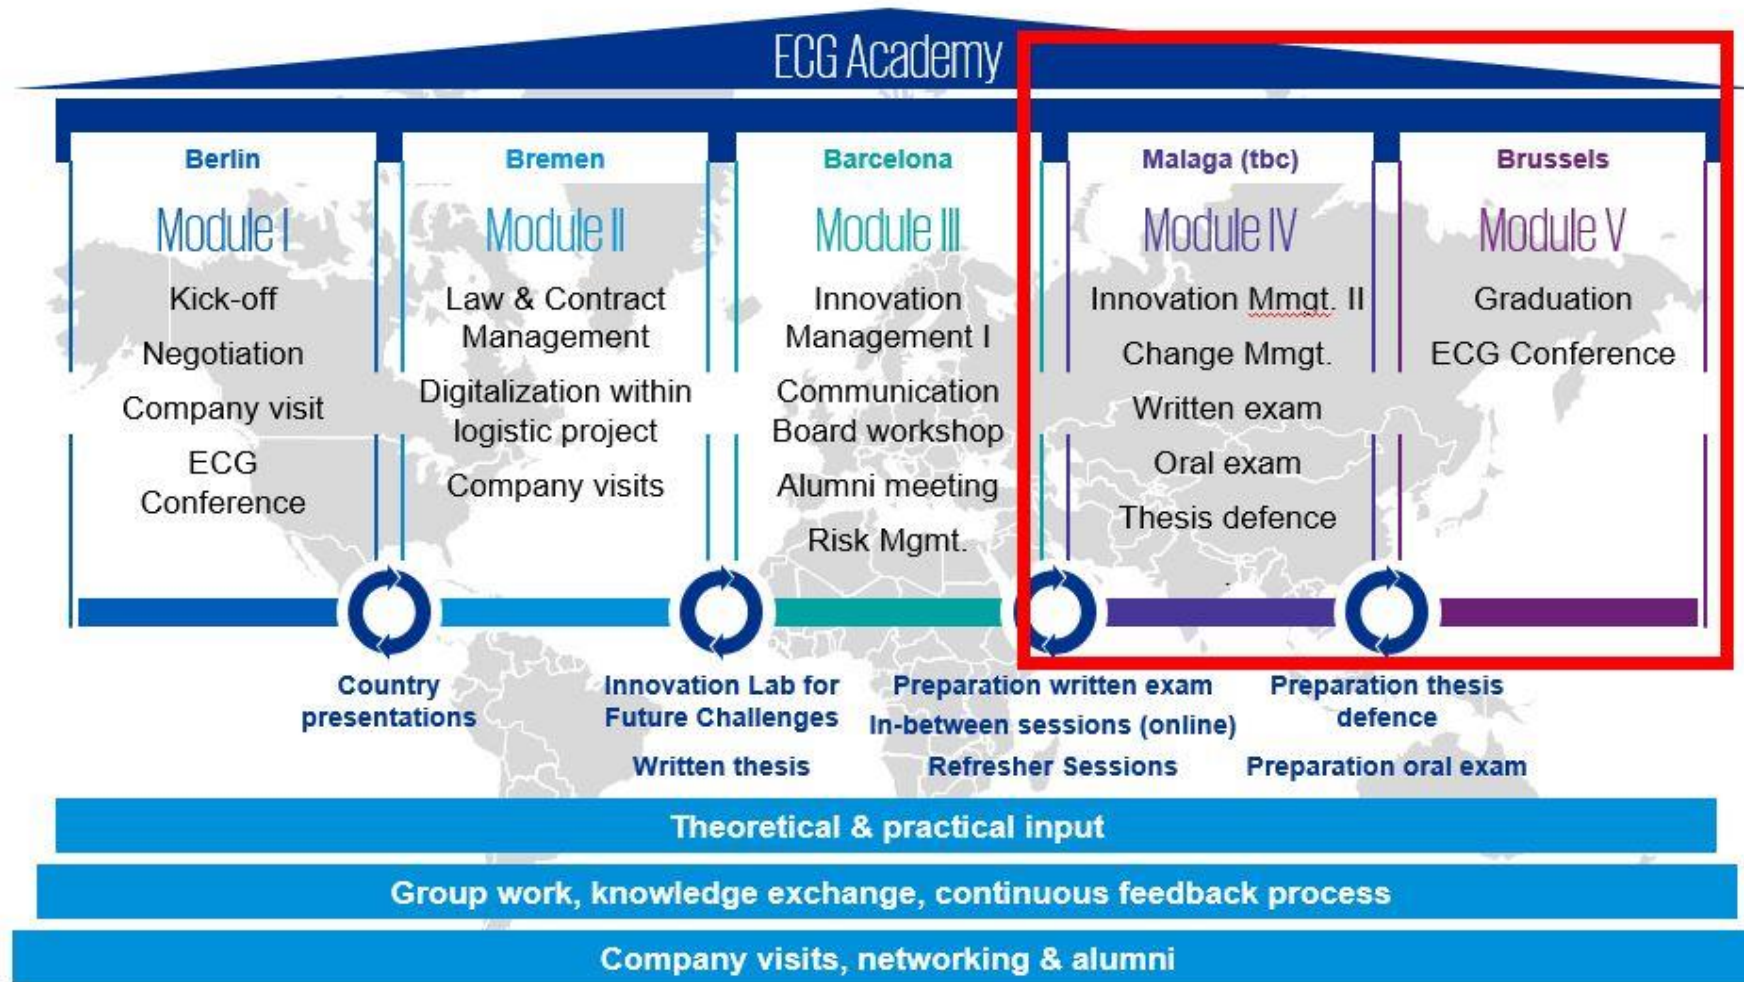 ECG Academy
Berlin
Module I
Kick-off
Negotiation
Company visit
ECG
Conference
Bremen
Module II
Law & Contract
Management
Digitalization within
logistic project
Company visits
Barcelona
Module III
Innovation
Management I
Communication
Board workshop
Alumni meeting
Risk Mgmt.
Malaga (tbc)
Module IV
Innovation Mmgt. II
Change Mmgt.
Written exam
Oral exam
Thesis defence
.
Brussels
Module V
Graduation
ECG Conference
Country
presentations
Innovation Lab for
Future Challenges
Written thesis
Preparation written exam
In-between sessions (online)
Refresher Sessions
Preparation thesis
defence
Preparation oral exam
Theoretical & practical input
Group work, knowledge exchange, continuous feedback process
Company visits, networking & alumni